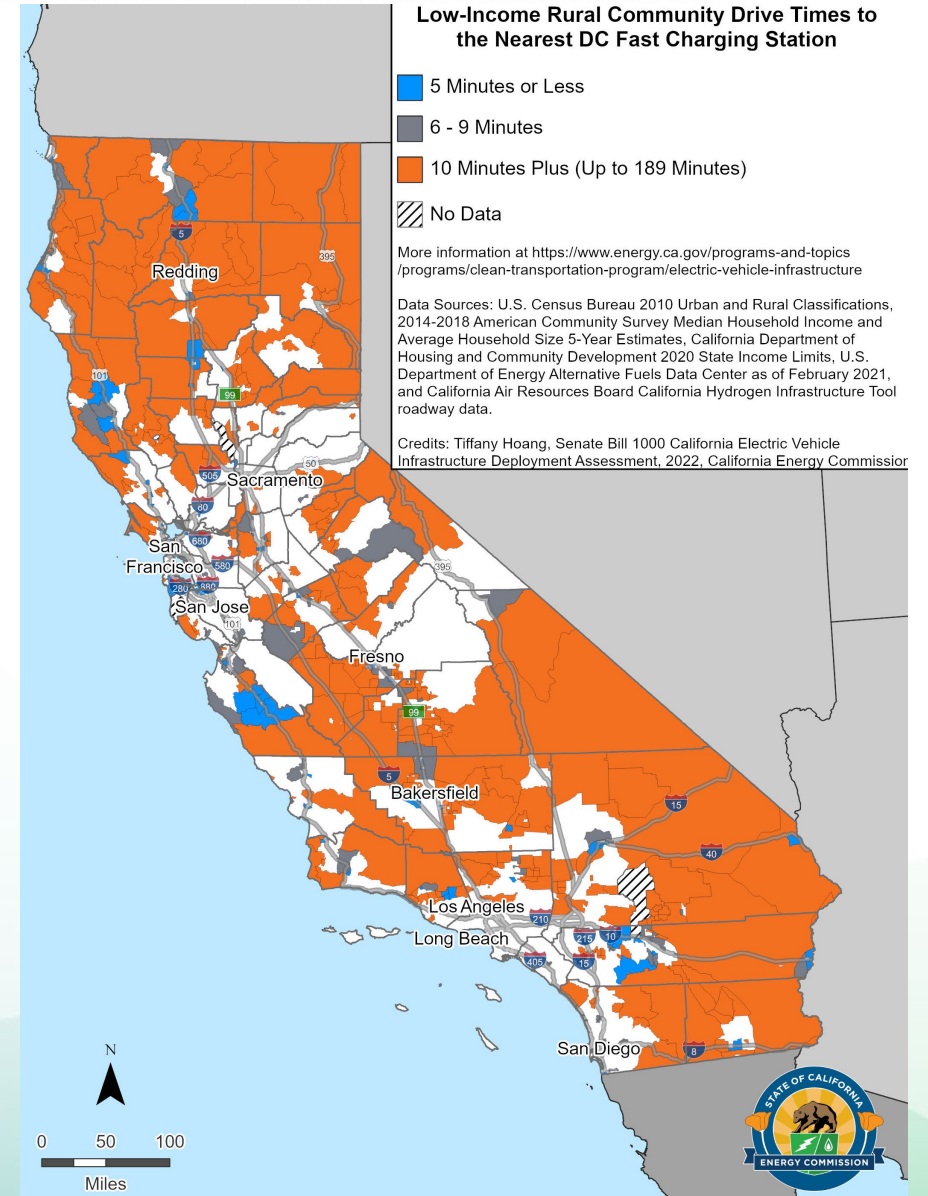 Low-Income Rural Community Drive Times to
the Nearest DC Fast Charging Station
5 Minutes or Less
6 - 9 Minutes
10 Minutes Plus (Up to 189 Minutes)
No Data
More information at https://www.energy.ca.gov/programs-and-topics
/programs/clean-transportation-program/electric-vehicle-infrastructure
Data Sources: U.S. Census Bureau 2010 Urban and Rural Classifications,
2014-2018 American Community Survey Median Household Income and
Average Household Size 5-Year Estimates, California Department of
Housing and Community Development 2020 State Income Limits, U.S.
Department of Energy Alternative Fuels Data Center as of February 2021,
and California Air Resources Board California Hydrogen Infrastructure Tool
roadway data.
Credits: Tiffany Hoang, Senate Bill 1000 California Electric Vehicle
Infrastructure Deployment Assessment, 2022, California Energy Commission
5
395
Redding
101
99
50
505
Sacramento
80
680
San
Francisco
580
280
880
San Jose
101
395
Fresno
99
5
Bakersfield
15
40
Los Angeles
210
Long Beach
215
10
405
15
San Diego
8
N
0 50 100
Miles
STATE OF CALIFORNIA
ENERGY COMMISSION